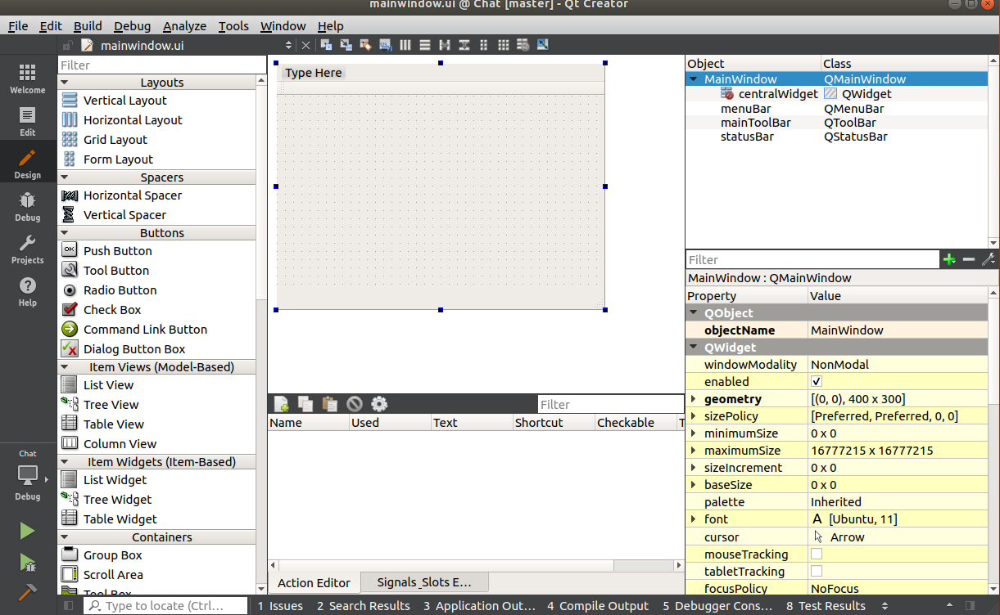 mainwindow.ui @ Chat [master] - Qt Creator
File Edit Build Debug Analyze Tools Window Help
mainwindow.ui
Welcome
Edit
Design
Debug
Projects
Help
Chat
Debug
Filter
Layouts
Vertical Layout
Horizontal Layout
Grid Layout
Form Layout
Spacers
Horizontal Spacer
Vertical Spacer
Buttons
OK Push Button
Tool Button
Radio Button
Check Box
Command Link Button
Dialog Button Box
Item Views (Model-Based)
List View
Tree View
Table View
Column View
Item Widgets (Item-Based)
List Widget
Tree Widget
Table Widget
Containers
Group Box
Scroll Area
Tool Box
Type Here
Filter
Name Used Text Shortcut Checkable T
Action Editor Signals_Slots E...
Object Class
MainWindow QMainWindow
centralWidget QWidget
menuBar QMenuBar
mainToolBar QToolBar
statusBar QStatusBar
Filter
MainWindow : QMainWindow
Property Value
QObject
objectName MainWindow
QWidget
windowModality NonModal
enabled
geometry [(0, 0), 400 x 300]
sizePolicy [Preferred, Preferred, 0, 0]
minimumSize 0 x 0
maximumSize 16777215 x 16777215
sizeIncrement 0 x 0
baseSize 0 x 0
palette Inherited
font A [Ubuntu, 11]
cursor Arrow
mouseTracking
tabletTracking
focusPolicy NoFocus
Type to locate (Ctrl... 1 Issues 2 Search Results 3 Application Out... 4 Compile Output 5 Debugger Cons... 8 Test Results